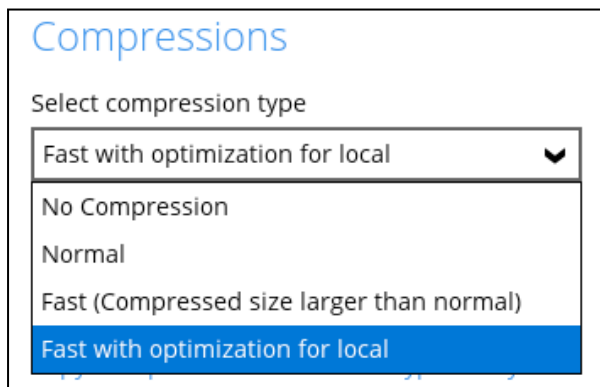 Compressions
Select compression type
Fast with optimization for local
No Compression
Normal
Fast (Compressed size larger than normal)
Fast with optimization for local